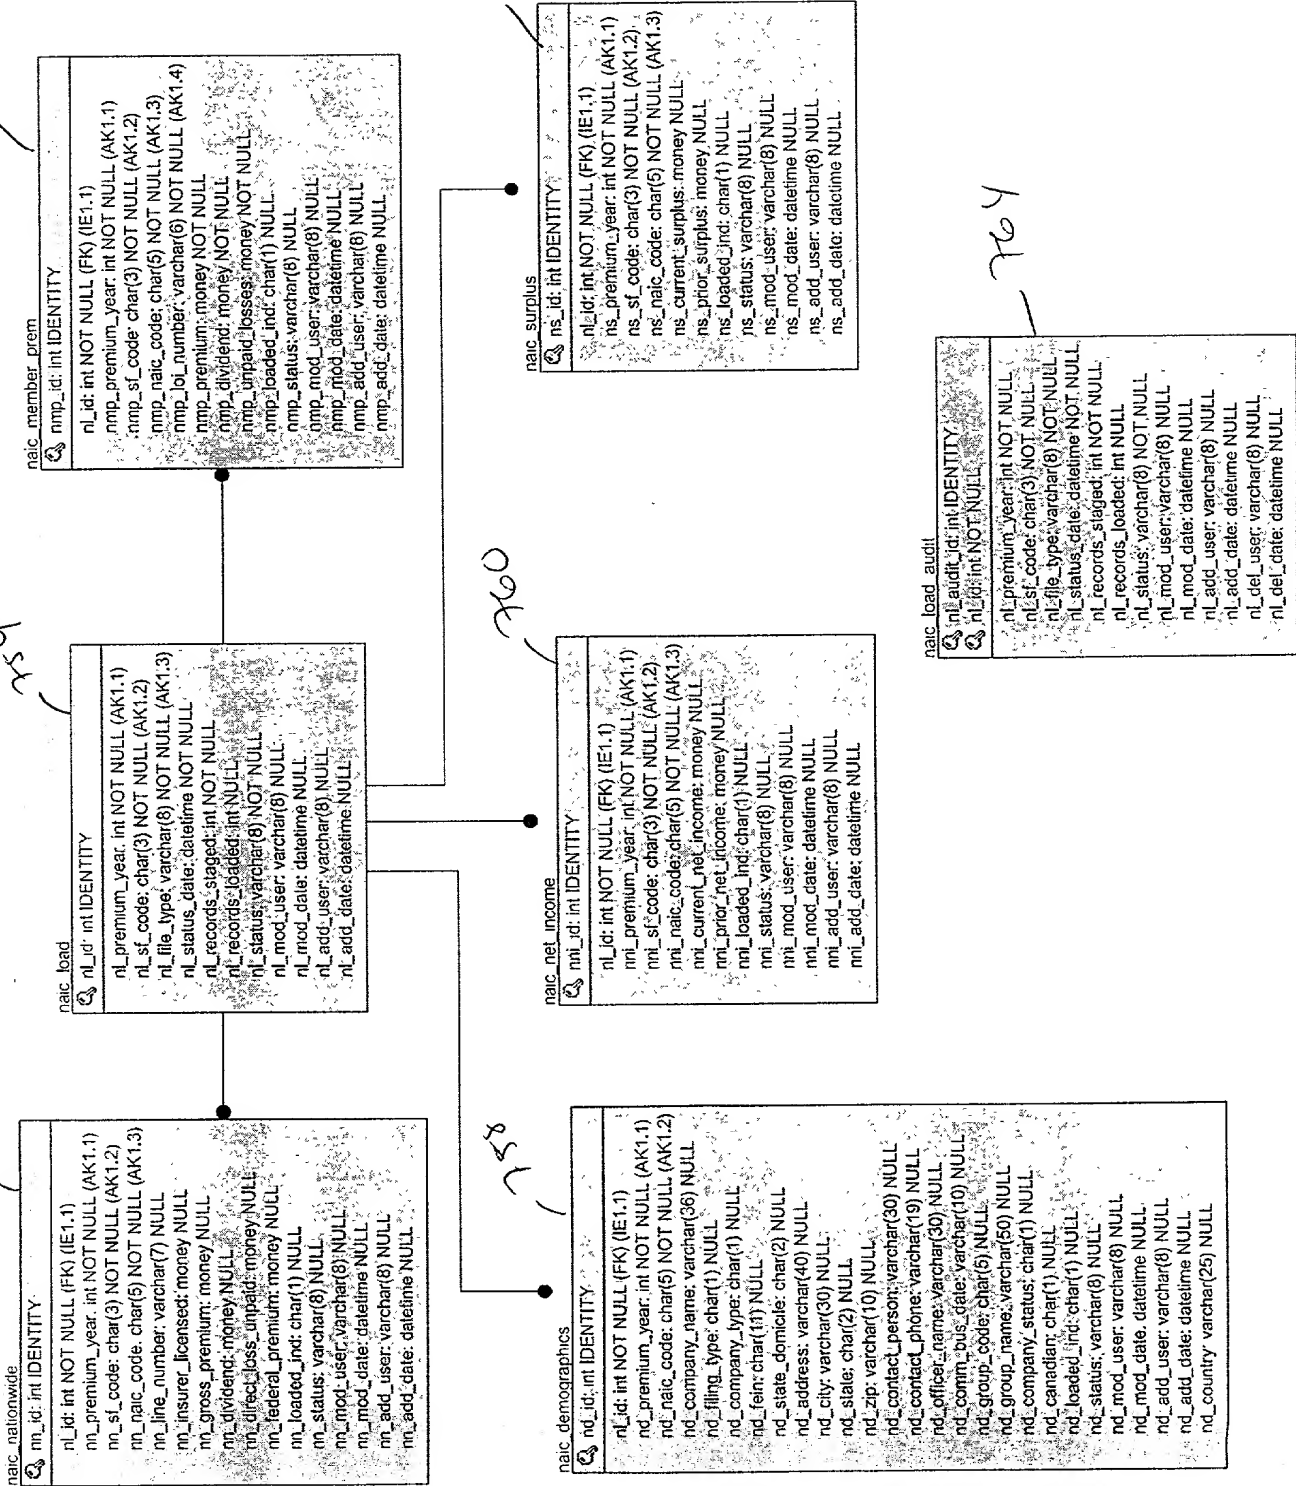 naic_nationwide
nn_id: int IDENTITY
nl_id: int NOT NULL (FK) (IE1.1)
nn_premium_year: int NOT NULL (AK1.1)
nn_sf_code: char(3) NOT NULL (AK1.2)
nn_naic_code: char(5) NOT NULL (AK1.3)
nn_line_number: varchar(7) NULL
nn_insurer_licensed: money NULL
nn_gross_premium: money NULL
nn_dividend: money NULL
nn_direct_loss_unpaid: money NULL
nn_federal_premium: money NULL
nn_loaded_ind: char(1) NULL
nn_status: varchar(8) NULL
nn_mod_user: varchar(8) NULL
nn_mod_date: datetime NULL
nn_add_user: varchar(8) NULL
nn_add_date: datetime NULL
naic_load
nl_id: int IDENTITY
nl_premium_year: int NOT NULL (AK1.1)
nl_sf_code: char(3) NOT NULL (AK1.2)
nl_file_type: varchar(8) NOT NULL (AK1.3)
nl_status_date: datetime NOT NULL
nl_records_staged: int NOT NULL
nl_records_loaded: int NULL
nl_status: varchar(8) NOT NULL
nl_mod_user: varchar(8) NULL
nl_mod_date: datetime NULL
nl_add_user: varchar(8) NULL
nl_add_date: datetime NULL
naic_member_prem
nmp_id: int IDENTITY
nl_id: int NOT NULL (FK) (IE1.1)
nmp_premium_year: int NOT NULL (AK1.1)
nmp_sf_code: char(3) NOT NULL (AK1.2)
nmp_naic_code: char(5) NOT NULL (AK1.3)
nmp_loi_number: varchar(6) NOT NULL (AK1.4)
nmp_premium: money NOT NULL
nmp_dividend: money NOT NULL
nmp_unpaid_losses: money NOT NULL
nmp_loaded_ind: char(1) NULL
nmp_status: varchar(8) NULL
nmp_mod_user: varchar(8) NULL
nmp_mod_date: datetime NULL
nmp_add_user: varchar(8) NULL
nmp_add_date: datetime NULL
758
naic_demographics
nd_id: int IDENTITY
nl_id: int NOT NULL (FK) (IE1.1)
nd_premium_year: int NOT NULL (AK1.1)
nd_naic_code: char(5) NOT NULL (AK1.2)
nd_company_name: varchar(36) NULL
nd_filing_type: char(1) NULL
nd_company_type: char(1) NULL
nd_fein: char(11) NULL
nd_state_domicile: char(2) NULL
nd_address: varchar(40) NULL
nd_city: varchar(30) NULL
nd_state: char(2) NULL
nd_zip: varchar(10) NULL
nd_contact_person: varchar(30) NULL
nd_contact_phone: varchar(19) NULL
nd_officer_name: varchar(30) NULL
nd_comm_bus_date: varchar(10) NULL
nd_group_code: char(5) NULL
nd_group_name: varchar(50) NULL
nd_company_status: char(1) NULL
nd_canadian: char(1) NULL
nd_loaded_ind: char(1) NULL
nd_status: varchar(8) NULL
nd_mod_user: varchar(8) NULL
nd_mod_date: datetime NULL
nd_add_user: varchar(8) NULL
nd_add_date: datetime NULL
nd_country: varchar(25) NULL
760
naic_net_income
nni_id: int IDENTITY
nl_id: int NOT NULL (FK) (IE1.1)
nni_premium_year: int NOT NULL (AK1.1)
nni_sf_code: char(3) NOT NULL (AK1.2)
nni_naic_code: char(5) NOT NULL (AK1.3)
nni_current_net_income: money NULL
nni_prior_net_income: money NULL
nni_loaded_ind: char(1) NULL
nni_status: varchar(8) NULL
nni_mod_user: varchar(8) NULL
nni_mod_date: datetime NULL
nni_add_user: varchar(8) NULL
nni_add_date: datetime NULL
naic_surplus
ns_id: int IDENTITY
nl_id: int NOT NULL (FK) (IE1.1)
ns_premium_year: int NOT NULL (AK1.1)
ns_sf_code: char(3) NOT NULL (AK1.2)
ns_naic_code: char(5) NOT NULL (AK1.3)
ns_current_surplus: money NULL
ns_prior_surplus: money NULL
ns_loaded_ind: char(1) NULL
ns_status: varchar(8) NULL
ns_mod_user: varchar(8) NULL
ns_mod_date: datetime NULL
ns_add_user: varchar(8) NULL
ns_add_date: datetime NULL
764
naic_load_audit
nl_audit_id: int IDENTITY
nl_id: int NOT NULL
nl_premium_year: int NOT NULL
nl_sf_code: char(3) NOT NULL
nl_file_type: varchar(8) NOT NULL
nl_status_date: datetime NOT NULL
nl_records_staged: int NOT NULL
nl_records_loaded: int NULL
nl_status: varchar(8) NOT NULL
nl_mod_user: varchar(8) NULL
nl_mod_date: datetime NULL
nl_add_user: varchar(8) NULL
nl_add_date: datetime NULL
nl_del_user: varchar(8) NULL
nl_del_date: datetime NULL